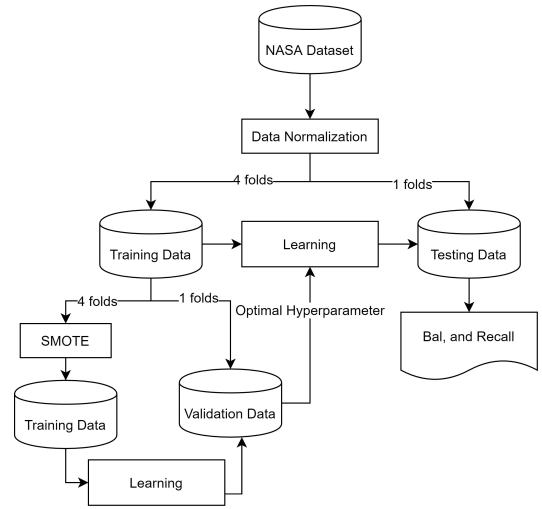 NASA Dataset
Data Normalization
4 folds
1 folds
Training Data
Learning
Testing Data
4 folds
1 folds
Optimal Hyperparameter
SMOTE
Bal, and Recall
Training Data
Validation Data
Learning